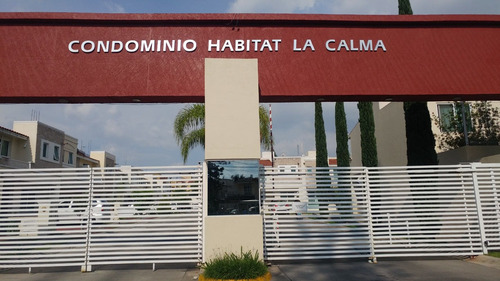 CONDOMINIO HABITAT LA CALMA